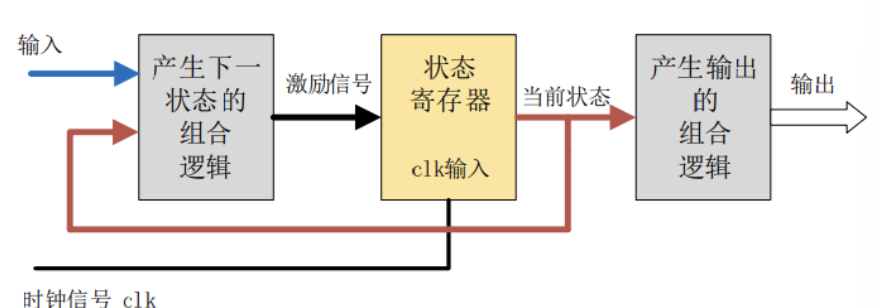 输入
产生下一
状态的
组合
逻辑
激励信号
状态
寄存器
clk输入
当前状态
产生输出
的
组合
逻辑
输出
时钟信号 clk